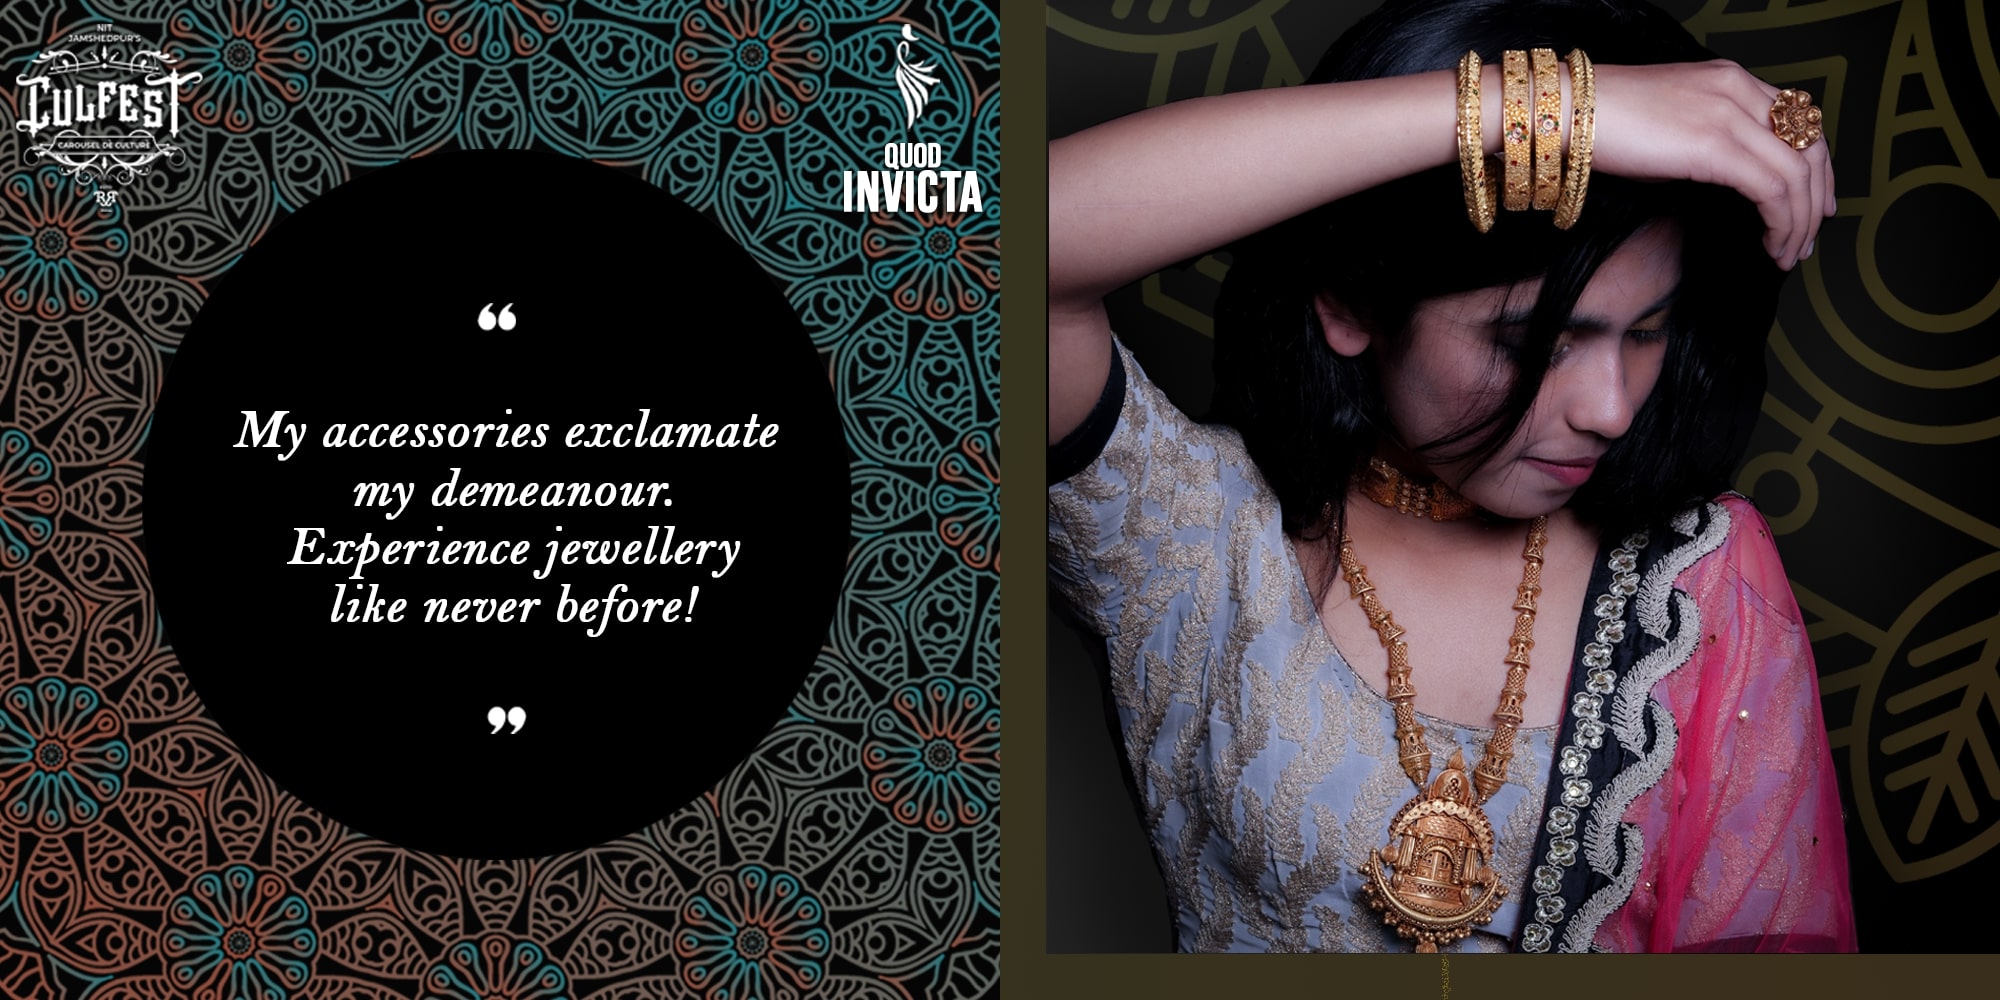 NIT
JAMSHEDPUR'S
CULFEST
CAROUSEL DE CULTURE
QUOD
INVICTA
“
My accessories exclamate
my demeanour.
Experience jewellery
like never before!
”